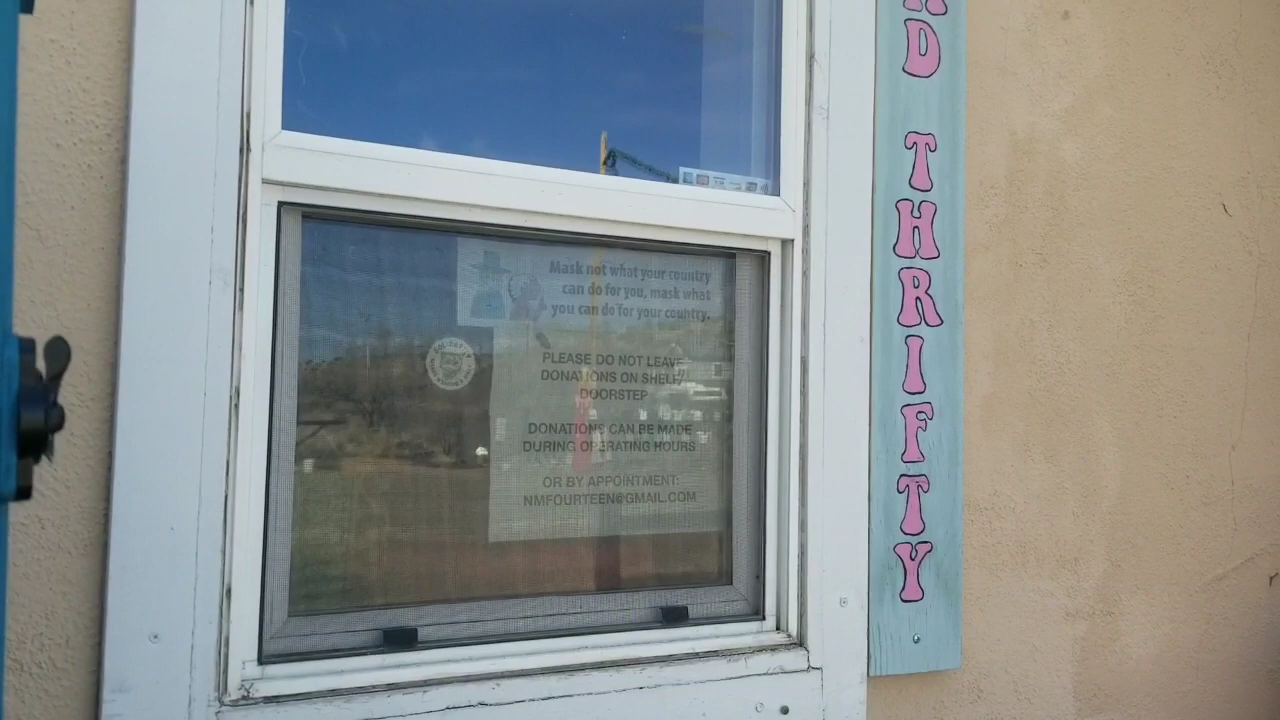 Mask not what your country
can do for you, mask what
you can do for your country.
PLEASE DO NOT LEAVE
DONATIONS ON SHELF/
DOORSTEP
DONATIONS CAN BE MADE
DURING OPERATING HOURS
OR BY APPOINTMENT:
NMFOURTEEN@GMAIL.COM
THRIFTY